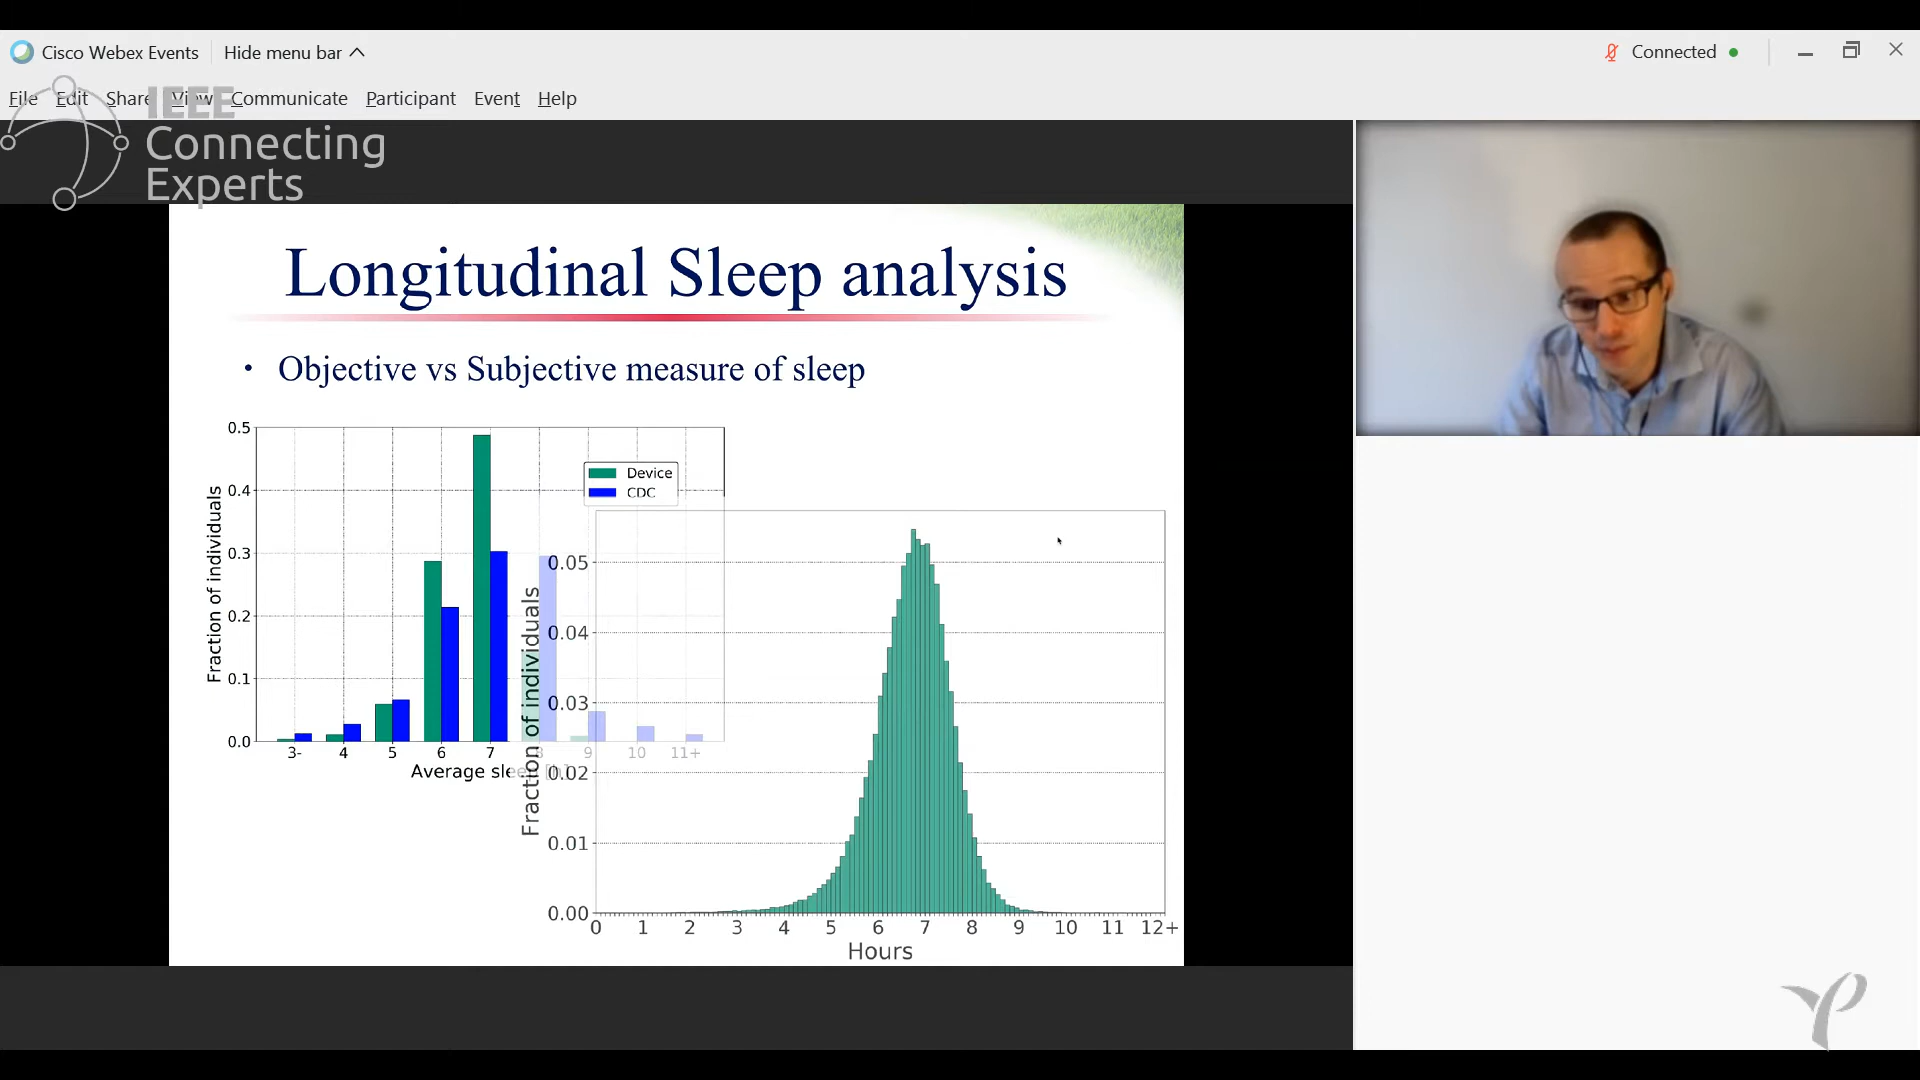 Cisco Webex Events
Hide menu bar
Connected
File Edit Share View Communicate Participant Event Help
IEEE
Connecting
Experts
Longitudinal Sleep analysis
• Objective vs Subjective measure of sleep
0.5
0.4
0.3
0.2
0.1
0.0
Fraction of individuals
Device
CDC
3- 4 5 6 7 8 9 10 11+
Average sleep [h]
0.05
0.04
0.03
0.02
0.01
0.00
Fraction of individuals
0 1 2 3 4 5 6 7 8 9 10 11 12+
Hours